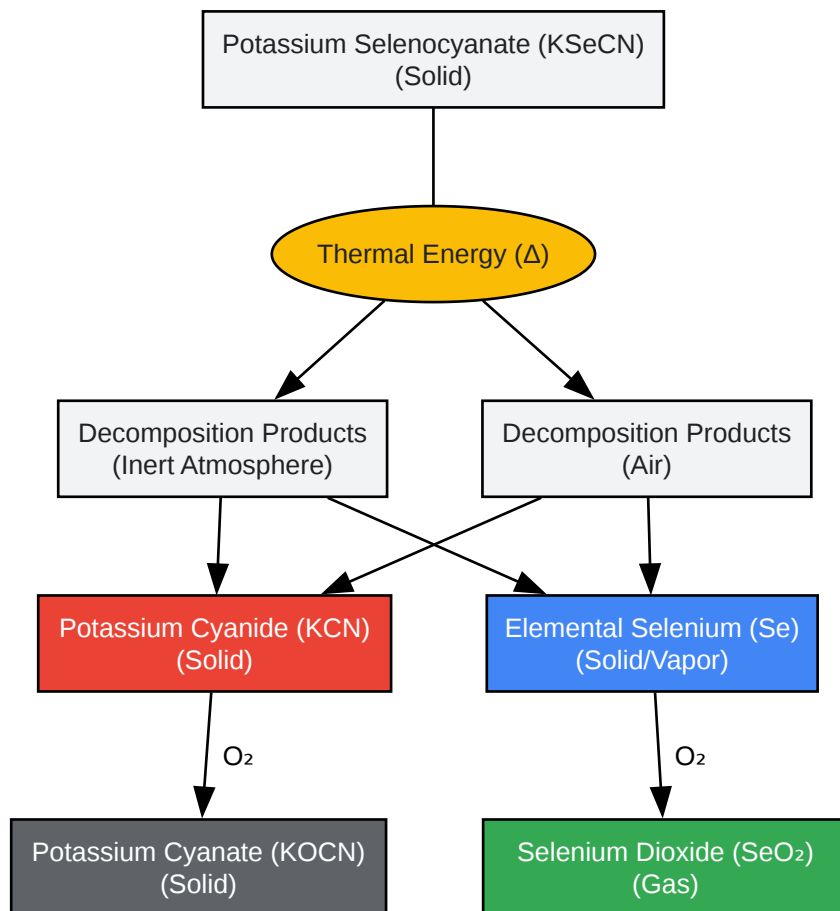 Potassium Selenocyanate (KSeCN)
(Solid)
Thermal Energy (Δ)
Decomposition Products
(Inert Atmosphere)
Decomposition Products
(Air)
Potassium Cyanide (KCN)
(Solid)
Elemental Selenium (Se)
(Solid/Vapor)
O₂
O₂
Potassium Cyanate (KOCN)
(Solid)
Selenium Dioxide (SeO₂)
(Gas)